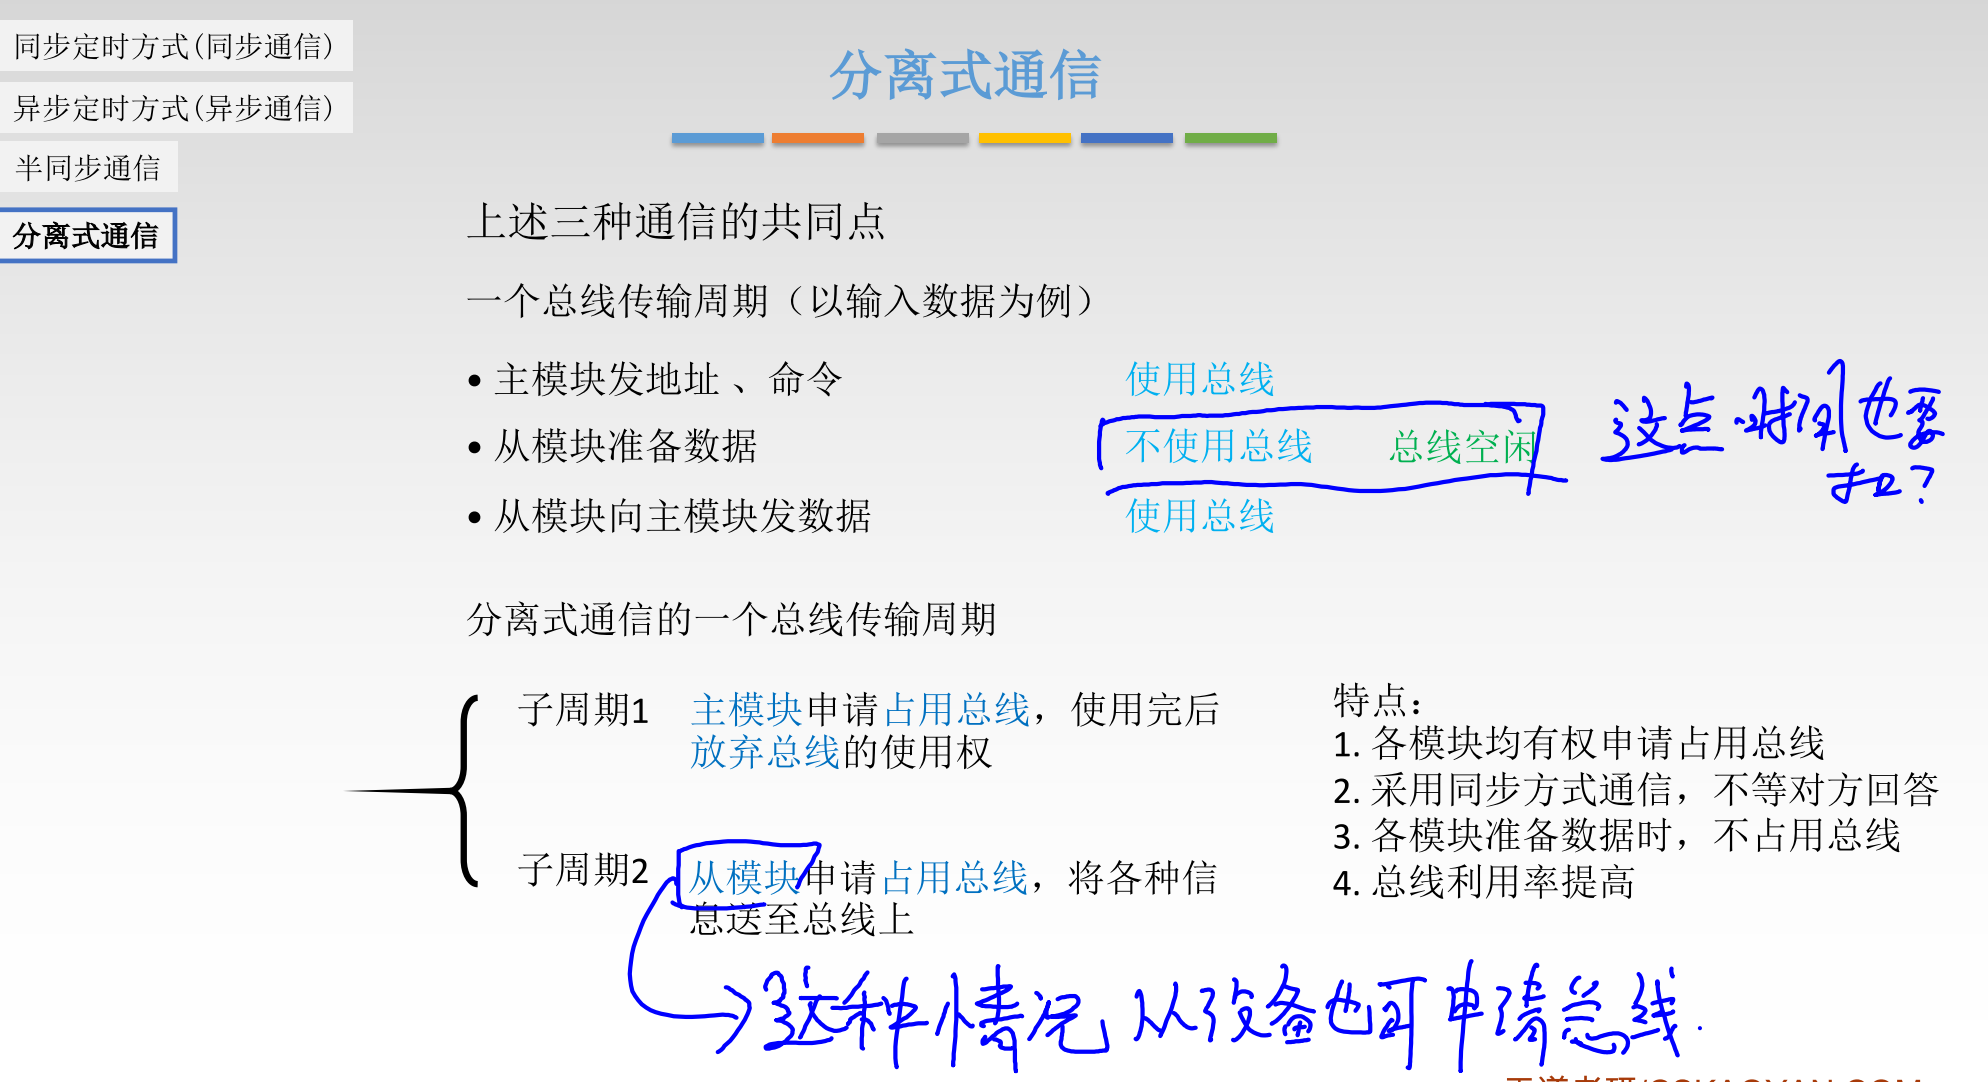 同步定时方式(同步通信)
异步定时方式(异步通信)
半同步通信
分离式通信
分离式通信
上述三种通信的共同点
一个总线传输周期（以输入数据为例）
• 主模块发地址 、命令 使用总线
• 从模块准备数据 不使用总线 总线空闲
这点时间也要
扣?
• 从模块向主模块发数据 使用总线
分离式通信的一个总线传输周期
子周期1 主模块申请占用总线，使用完后
放弃总线的使用权
子周期2 从模块申请占用总线，将各种信
息送至总线上
特点：
1. 各模块均有权申请占用总线
2. 采用同步方式通信，不等对方回答
3. 各模块准备数据时，不占用总线
4. 总线利用率提高
这种情况 从设备也可申请总线.